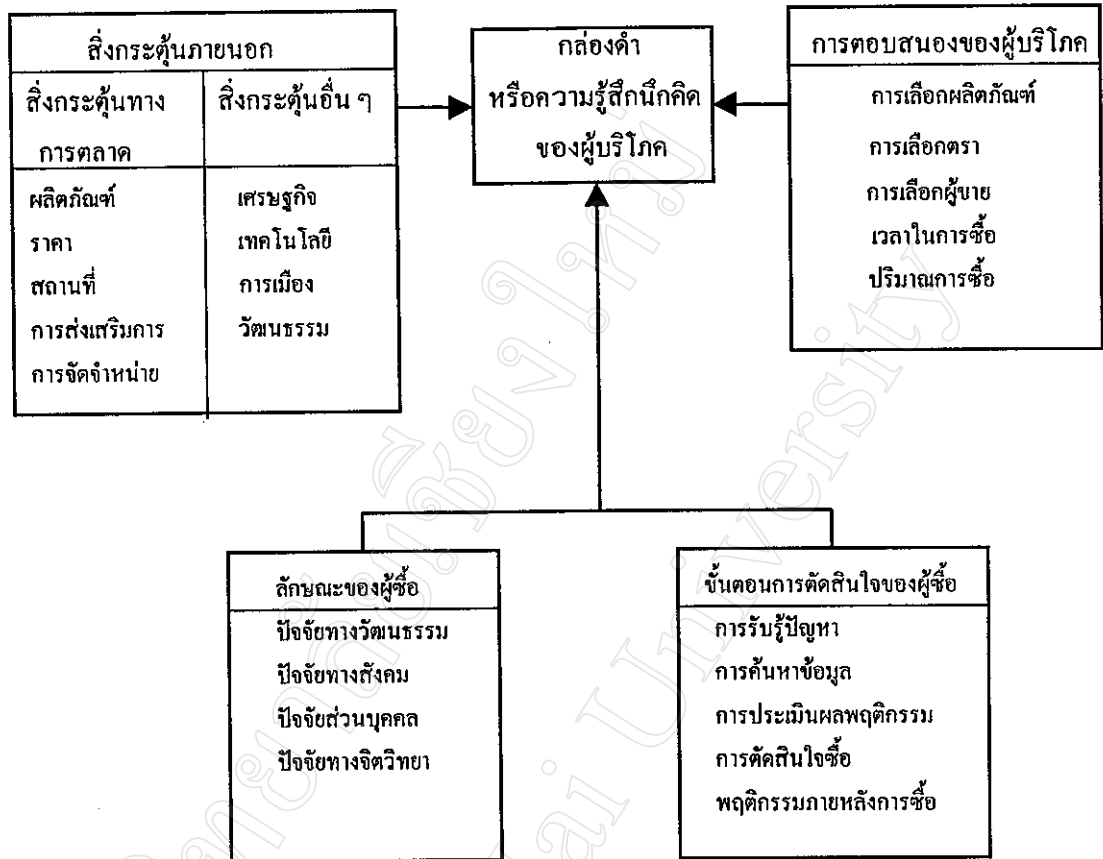 สิ่งกระตุ้นภายนอก
สิ่งกระตุ้นทาง
การตลาด
สิ่งกระตุ้นอื่น ๆ
ผลิตภัณฑ์
ราคา
สถานที่
การส่งเสริมการ
การจัดจำหน่าย
เศรษฐกิจ
เทคโนโลยี
การเมือง
วัฒนธรรม
กล่องดำ
หรือความรู้สึกนึกคิด
ของผู้บริโภค
การตอบสนองของผู้บริโภค
การเลือกผลิตภัณฑ์
การเลือกตรา
การเลือกผู้ขาย
เวลาในการซื้อ
ปริมาณการซื้อ
ลักษณะของผู้ซื้อ
ปัจจัยทางวัฒนธรรม
ปัจจัยทางสังคม
ปัจจัยส่วนบุคคล
ปัจจัยทางจิตวิทยา
ขั้นตอนการตัดสินใจของผู้ซื้อ
การรับรู้ปัญหา
การค้นหาข้อมูล
การประเมินผลพฤติกรรม
การตัดสินใจซื้อ
พฤติกรรมภายหลังการซื้อ
วิทยาลัยเชียงใหม่
ai University